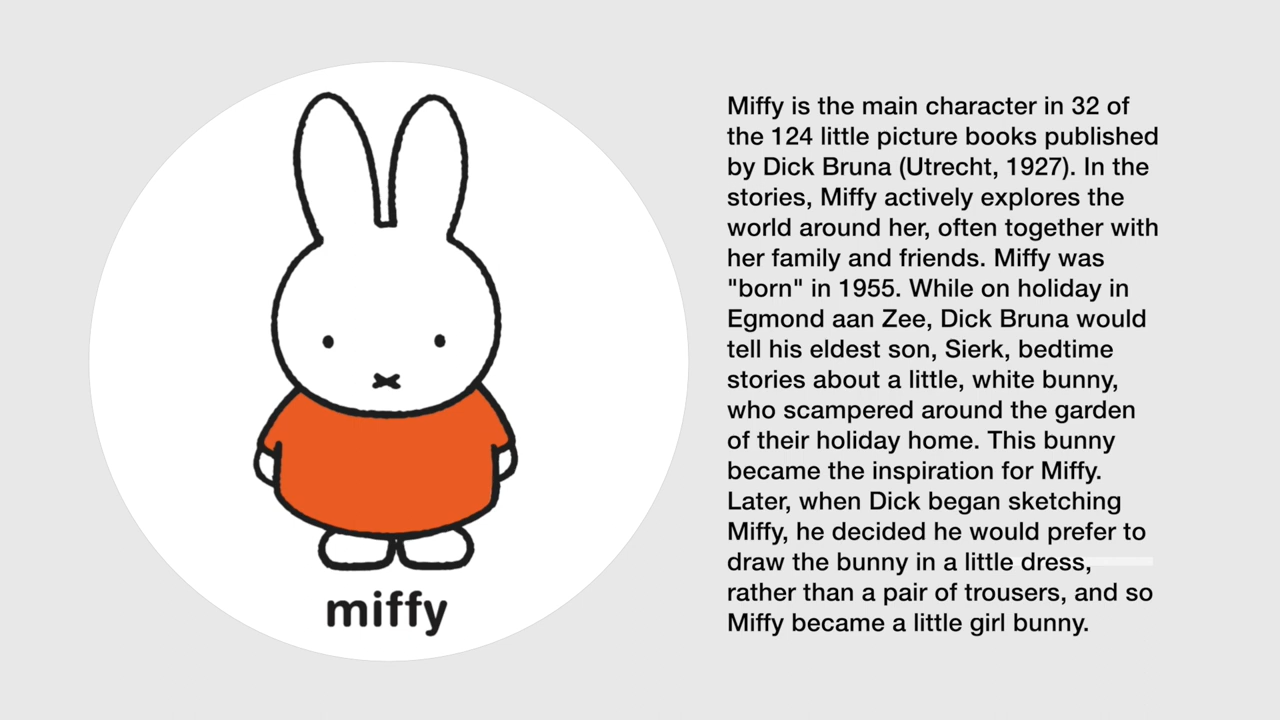 Miffy is the main character in 32 of
the 124 little picture books published
by Dick Bruna (Utrecht, 1927). In the
stories, Miffy actively explores the
world around her, often together with
her family and friends. Miffy was
"born" in 1955. While on holiday in
Egmond aan Zee, Dick Bruna would
tell his eldest son, Sierk, bedtime
stories about a little, white bunny,
who scampered around the garden
of their holiday home. This bunny
became the inspiration for Miffy.
Later, when Dick began sketching
Miffy, he decided he would prefer to
draw the bunny in a little dress,
rather than a pair of trousers, and so
Miffy became a little girl bunny.
miffy